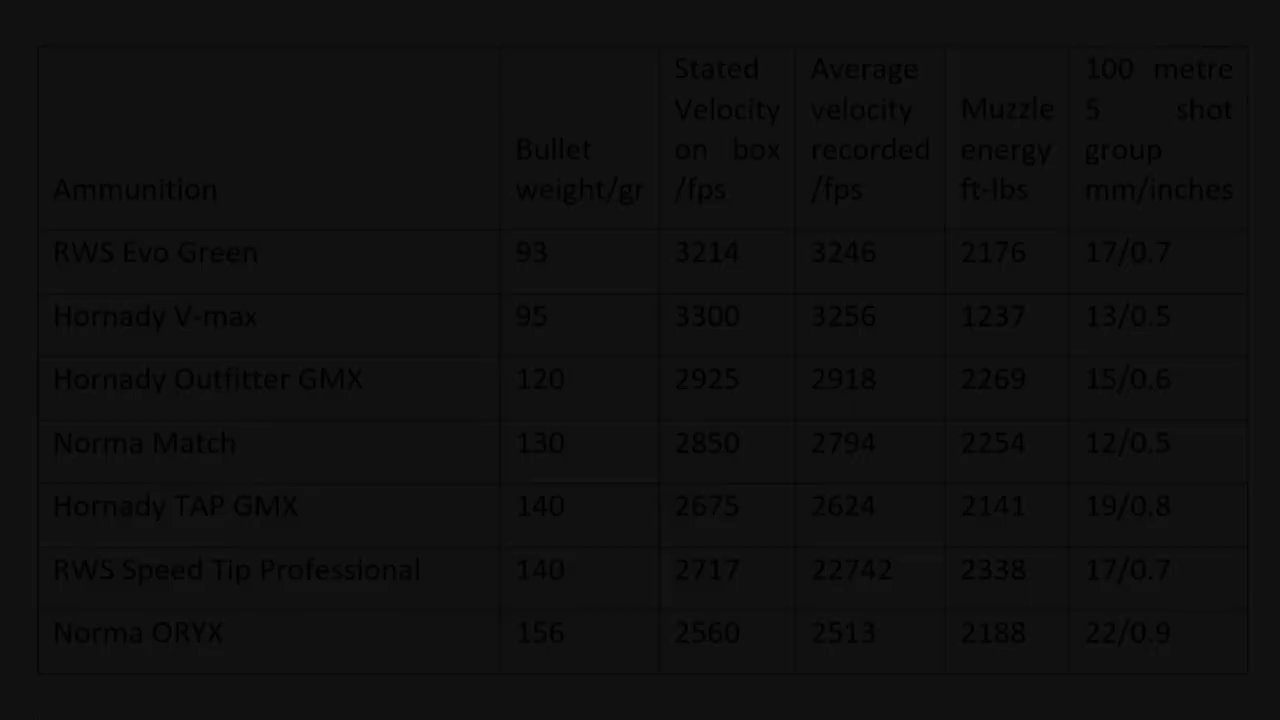 Ammunition Bullet weight/gr Stated Velocity on box /fps Average velocity recorded /fps Muzzle energy ft-lbs 100 metre 5 shot group mm/inches
RWS Evo Green 93 3214 3246 2176 17/0.7
Hornady V-max 95 3300 3256 1237 13/0.5
Hornady Outfitter GMX 120 2925 2918 2269 15/0.6
Norma Match 130 2850 2794 2254 12/0.5
Hornady TAP GMX 140 2675 2624 2141 19/0.8
RWS Speed Tip Professional 140 2717 22742 2338 17/0.7
Norma ORYX 156 2560 2513 2188 22/0.9